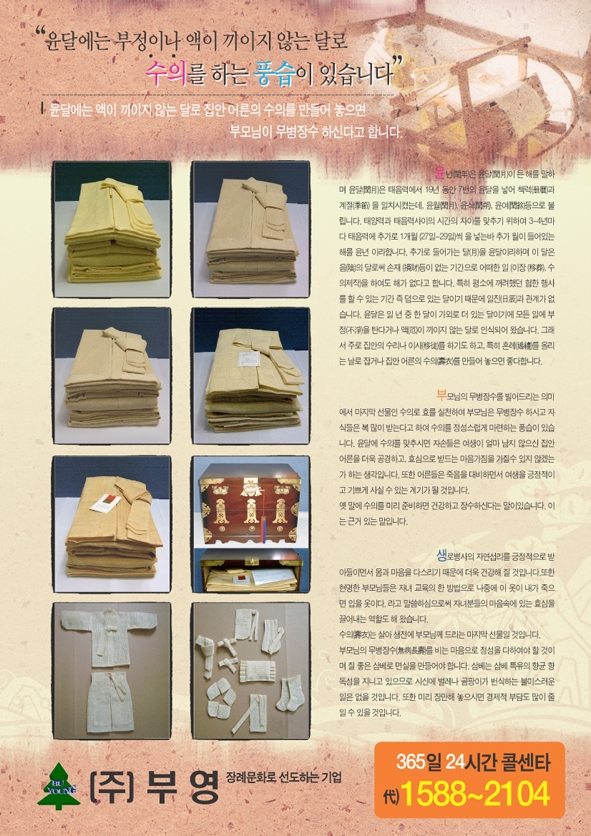 “윤달에는 부정이나 액이 끼이지 않는 달로
수의를 하는 풍습이 있습니다”
윤달에는 액이 끼이지 않는 달로 집안 어른의 수의를 만들어 놓으면
부모님이 무병장수 하신다고 합니다.
윤년(閏年)은 윤달(閏月)이 든 해를 말하
며 윤달(閏月)은 태음력에서 19년 동안 7번의 윤달을 넣어 책력(冊曆)과
계절(季節) 을 일치시켰는데, 윤월(閏月), 윤삭(閏朔), 윤여(閏餘)등으로 불
립니다. 태양력과 태음력사이의 시간의 차이를 맞추기 위하여 3~4년마
다 태음력에 추가로 1개월 (27일~29일)씩 을 넣는바 추가 월이 들어있는
해를 윤년 이라합니다. 추가로 들어가는 달(月)을 윤달이라하며 이 달은
음(陰)의 달로써 손재 (損財)등이 없는 기간으로 어떠한 일 (이장 (移葬), 수
의제작)을 하여도 해가 없다고 합니다. 특히 평소에 꺼려했던 험한 행사
를 할 수 있는 기간 즉 덤으로 있는 달이기 때문에 일진(日辰)과 관계가 없
습니다. 윤달은 일 년 중 한 달이 가외로 더 있는 달이기에 모든 일에 부
정(不淨)을 탄다거나 액(厄)이 끼이지 않는 달로 인식되어 왔습니다. 그래
서 주로 집안의 수리나 이사(移徙)를 하기도 하고, 특히 혼례(婚禮)를 올리
는 날로 잡거나 집안 어른의 수의(壽衣)를 만들어 놓으면 좋다합니다.
부모님의 무병장수를 빌어드리는 의미
에서 마지막 선물인 수의로 효를 실천하여 부모님은 무병장수 하시고 자
식들은 복 많이 받는다고 하여 수의를 정성스럽게 마련하는 풍습이 있습
니다. 윤달에 수의를 맞추시면 자손들은 여생이 얼마 남지 않으신 집안
어른을 더욱 공경하고, 효심으로 받드는 마음가짐을 가질수 있지 않겠는
가 하는 생각입니다. 또한 어른들은 죽음을 대비하면서 여생을 긍정적이
고 기쁘게 사실 수 있는 계기가 될 것입니다.
옛 말에 수의를 미리 준비하면 건강하고 장수하신다는 말이있습니다. 이
는 근거 있는 말입니다.
생로병사의 자연섭리를 긍정적으로 받
아들이면서 몸과 마음을 다스리기 때문에 더욱 건강해 질 것입니다.또한
현명한 부모님들은 자녀 교육의 한 방법으로 나중에 이 옷이 내가 죽으
면 입을 옷이다. 라고 말씀하심으로써 자녀분들의 마음속에 있는 효심을
끌어내는 역할도 해 왔습니다.
수의(壽衣)는 살아 생전에 부모님께 드리는 마지막 선물인 것입니다.
부모님의 무병장수(無病長壽)를 비는 마음으로 정성을 다하여야 할 것이
며 질 좋은 삼베로 면실을 만들어야 합니다. 삼베는 삼베 특유의 향균 항
독성을 지니고 있으므로 시신에 벌레나 곰팡이가 번식하는 불미스러운
일은 없을 것입니다. 또한 미리 장만해 놓으시면 경제적 부담도 많이 줄
일 수 있을 것입니다.
BU
YOUNG
(주) 부 영 장례문화로 선도하는 기업
365일 24시간 콜센타
代)1588~2104